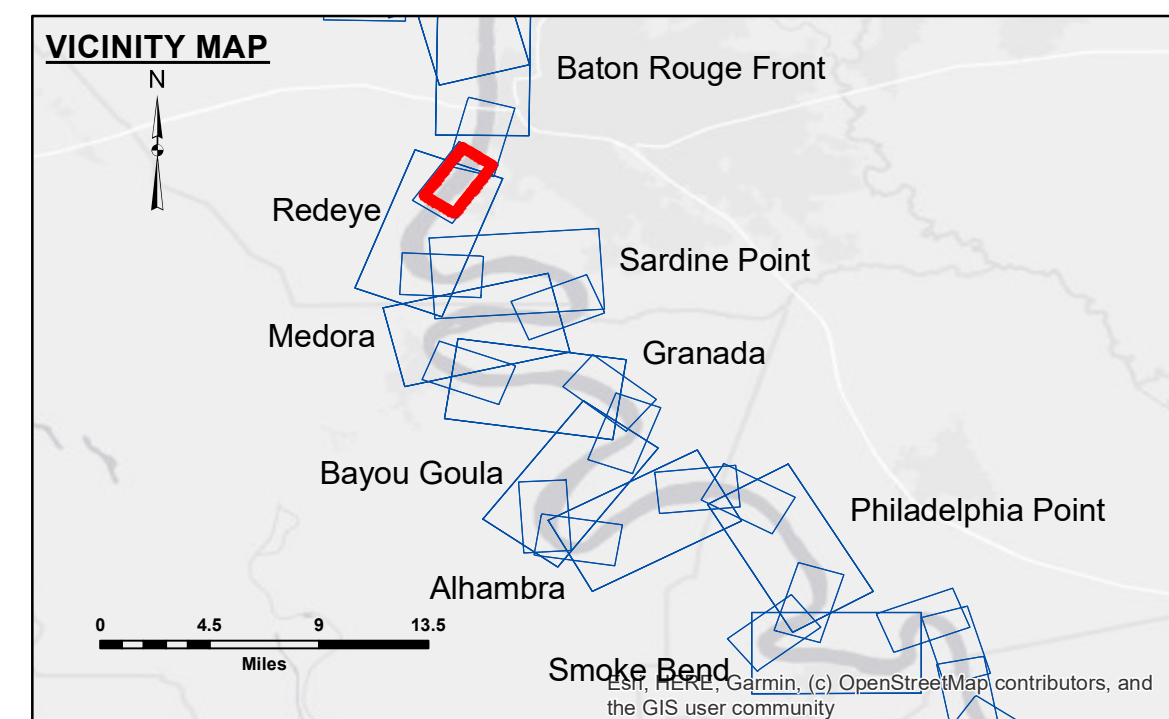 VICINITY MAP
N
Baton Rouge Front
Redeye
Sardine Point
Medora
Granada
Bayou Goula
Philadelphia Point
Alhambra
0 4.5 9 13.5
Miles
Smoke Bend
Esri, HERE, Garmin, (c) OpenStreetMap contributors, and
the GIS user community